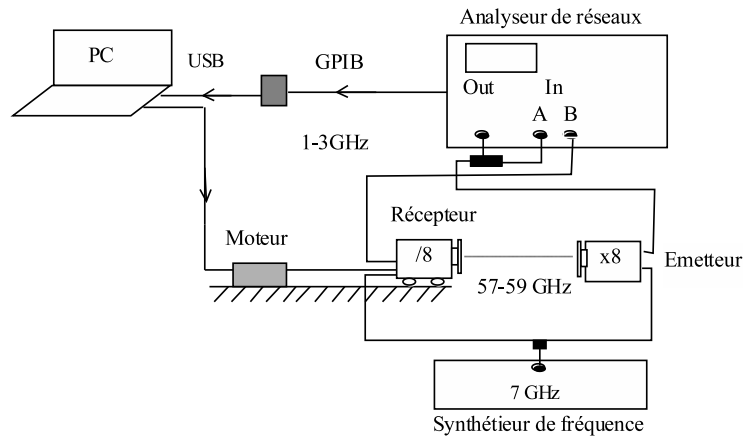 Analyseur de réseaux
PC
USB
GPIB
Out
In
A
B
1-3GHz
Récepteur
Moteur
/8
x8
Emetteur
57-59 GHz
7 GHz
Synthétieur de fréquence